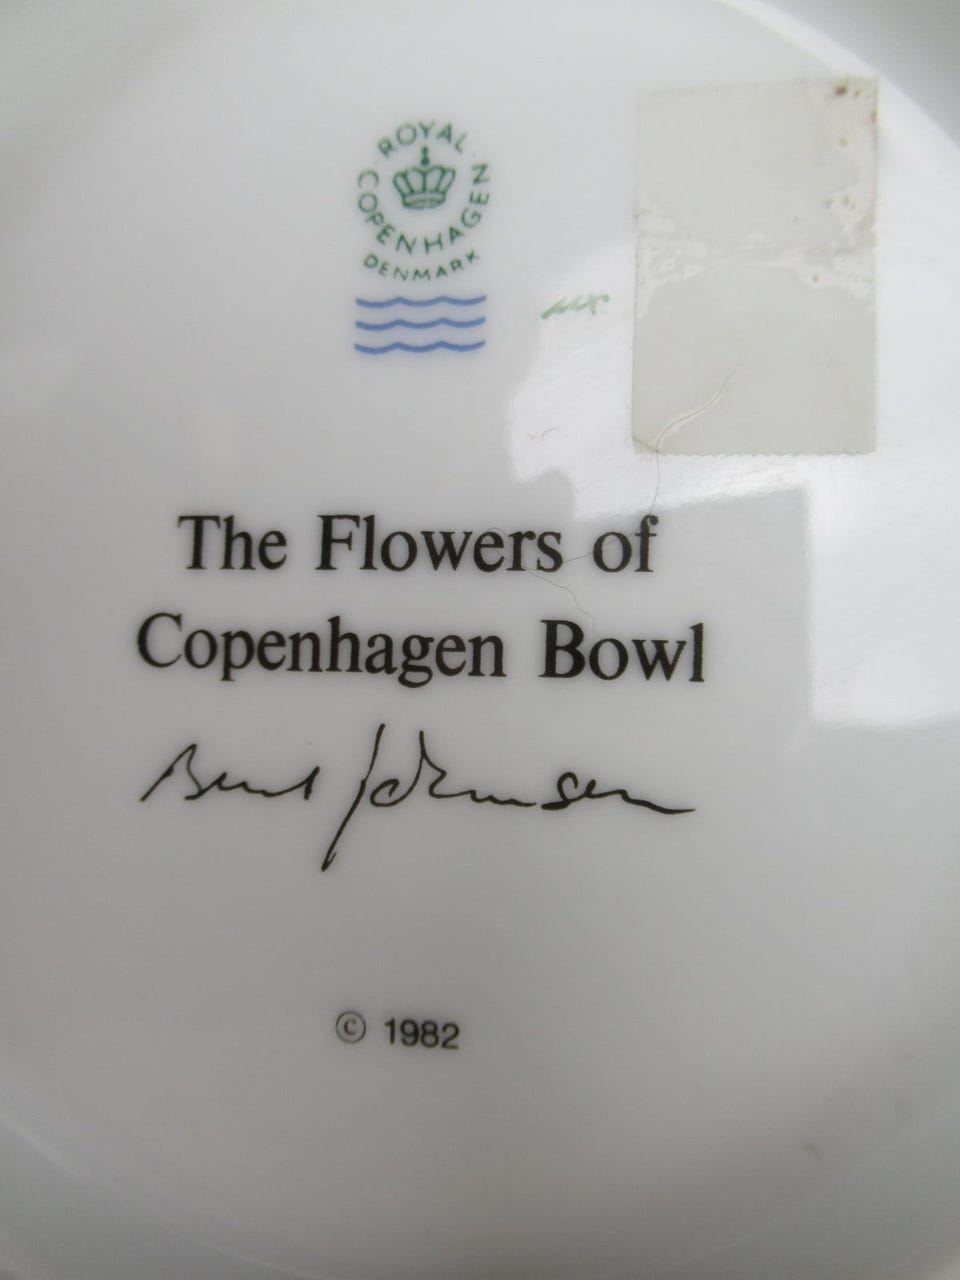 ROYAL
COPENHAGEN
DENMARK
The Flowers of
Copenhagen Bowl
© 1982